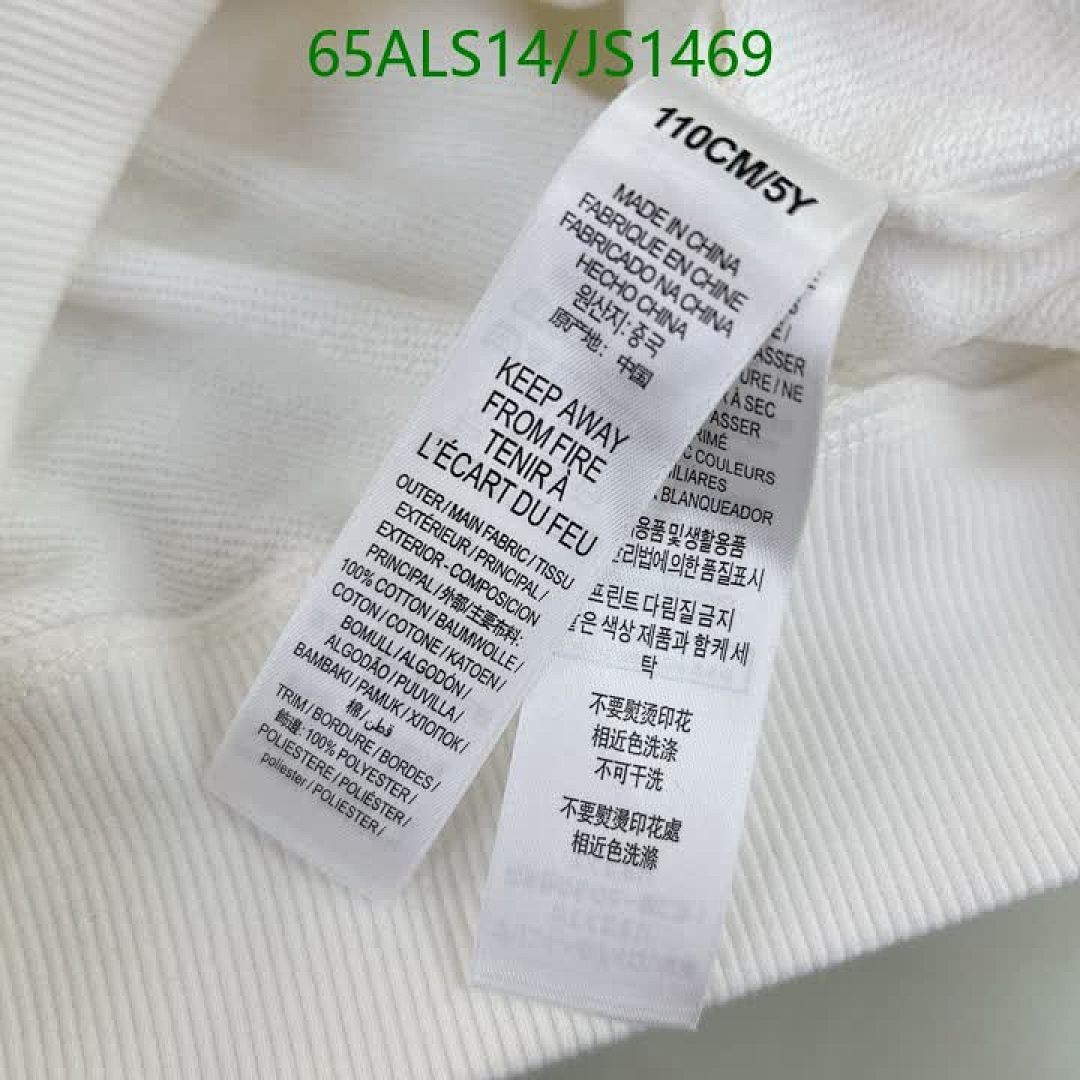 65ALS14/JS1469
110CM/5Y
MADE IN CHINA
FABRIQUE EN CHINE
FABRICADO NA CHINA
HECHO CHINA
원산지: 중국
原产地: 中国
KEEP AWAY
FROM FIRE
TENIR À
L'ÉCART DU FEU
OUTER / MAIN FABRIC / TISSU
EXTÉRIEUR / PRINCIPAL /
EXTERIOR - COMPOSICION
PRINCIPAL / 外部/主要布料:
100% COTTON / BAUMWOLLE /
COTON / COTONE / KATOEN /
BOMULL / ALGODÓN /
ALGODÃO / PUUVILLA /
BAMBAKI / PAMUK / ХЛОПОК /
棉 / قطن /
TRIM / BORDURE / BORDES /
飾邊: 100% POLYESTER /
POLIESTERE / POLIÉSTER /
poliester / POLIESTER /
ASSER
URE / NE
À SEC
ASSER
RIMÉ
C COULEURS
ILIARES
BLANQUEADOR
용품 및 생활용품
리법에 의한 품질표시
프린트 다림질 금지
은 색상 제품과 함께 세
탁
不要熨烫印花
相近色洗涤
不可干洗
不要熨燙印花處
相近色洗滌